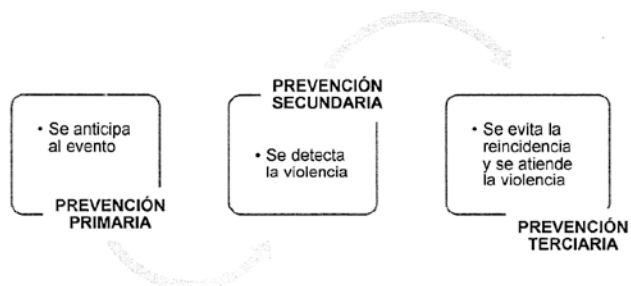 • Se anticipa
al evento
PREVENCIÓN
PRIMARIA
PREVENCIÓN
SECUNDARIA
• Se detecta
la violencia
• Se evita la
reincidencia
y se atiende
la violencia
PREVENCIÓN
TERCIARIA